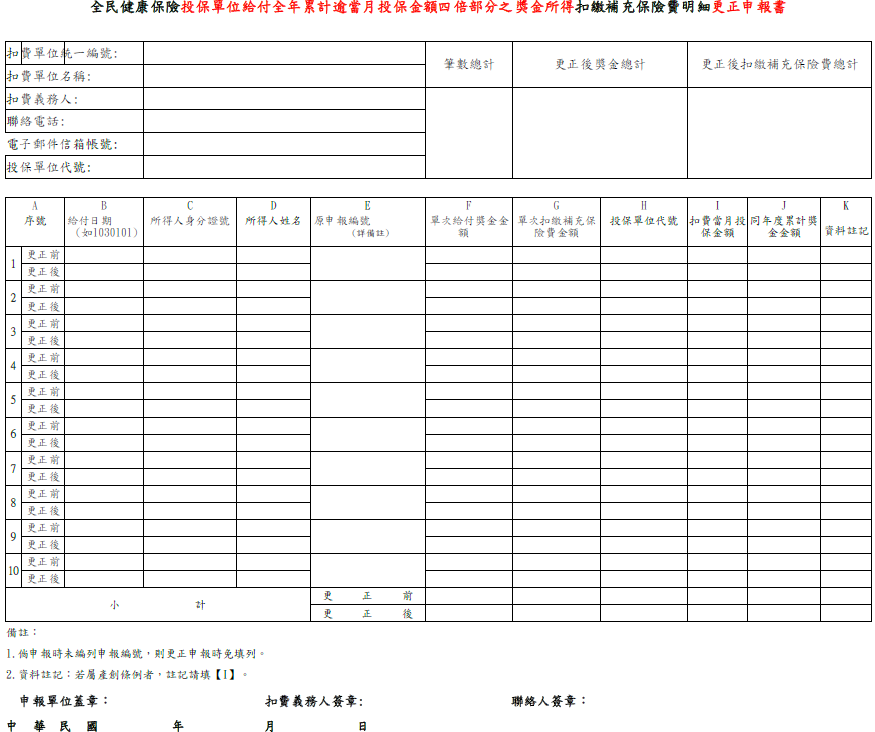 全民健康保險投保單位給付全年累計逾當月投保金額四倍部分之獎金所得扣繳補充保險費明細更正申報書
扣費單位統一編號:
扣費單位名稱:
扣費義務人:
聯絡電話:
電子郵件信箱帳號:
投保單位代號:
筆數總計 更正後獎金總計 更正後扣繳補充保險費總計
A B C D E F G H I J K
序號 給付日期 (如1030101) 所得人身分證號 所得人姓名 原申報編號 (詳備註) 單次給付獎金金額 單次扣繳補充保險費金額 投保單位代號 扣費當月投保金額 同年度累計獎金金額 資料註記
1 更正前
更正後
2 更正前
更正後
3 更正前
更正後
4 更正前
更正後
5 更正前
更正後
6 更正前
更正後
7 更正前
更正後
8 更正前
更正後
9 更正前
更正後
10 更正前
更正後
小 計 更 正 前
更 正 後
備註：
1.倘申報時未編列申報編號，則更正申報時免填列。
2.資料註記：若屬產創條例者，註記請填【1】。
申報單位蓋章： 扣費義務人簽章: 聯絡人簽章：
中 華 民 國 年 月 日